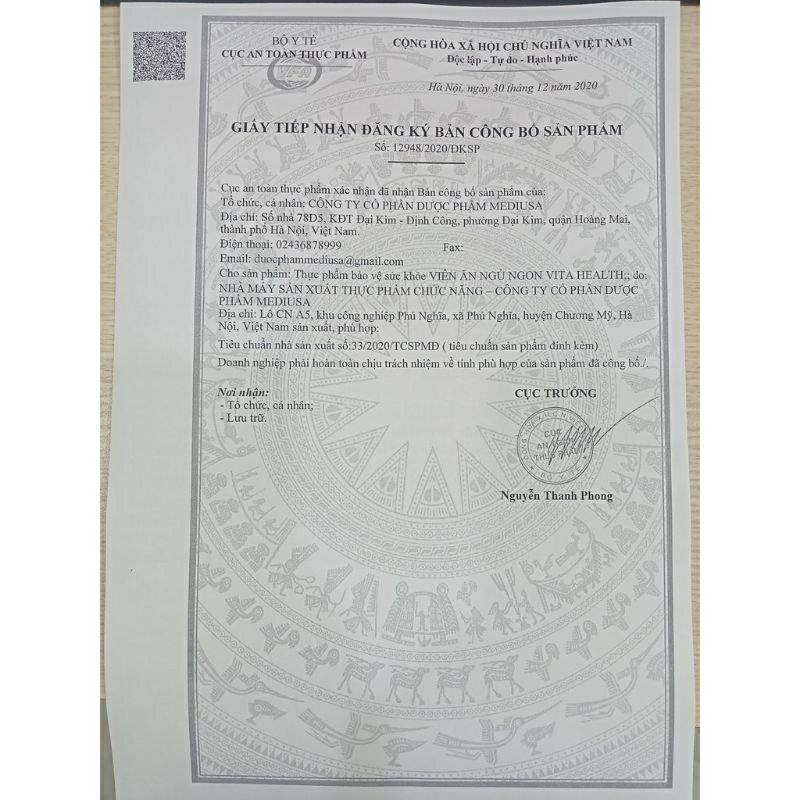 BỘ Y TẾ
CỤC AN TOÀN THỰC PHẨM
VFA
CỘNG HÒA XÃ HỘI CHỦ NGHĨA VIỆT NAM
Độc lập - Tự do - Hạnh phúc
Hà Nội, ngày 30 tháng 12 năm 2020
GIẤY TIẾP NHẬN ĐĂNG KÝ BẢN CÔNG BỐ SẢN PHẨM
Số: 12948/2020/ĐKSP
Cục an toàn thực phẩm xác nhận đã nhận Bản công bố sản phẩm của:
Tổ chức, cá nhân: CÔNG TY CỔ PHẦN DƯỢC PHẨM MEDIUSA
Địa chỉ: Số nhà 78D5, KĐT Đại Kim - Định Công, phường Đại Kim, quận Hoàng Mai,
thành phố Hà Nội, Việt Nam.
Điện thoại: 02436878999 Fax:
Email: duocphammediusa@gmail.com
Cho sản phẩm: Thực phẩm bảo vệ sức khỏe VIÊN ĂN NGỦ NGON VITA HEALTH;; do:
NHÀ MÁY SẢN XUẤT THỰC PHẨM CHỨC NĂNG – CÔNG TY CỔ PHẦN DƯỢC
PHẨM MEDIUSA
Địa chỉ: Lô CN A5, khu công nghiệp Phú Nghĩa, xã Phú Nghĩa, huyện Chương Mỹ, Hà
Nội, Việt Nam sản xuất, phù hợp:
Tiêu chuẩn nhà sản xuất số:33/2020/TCSPMĐ ( tiêu chuẩn sản phẩm đính kèm)
Doanh nghiệp phải hoàn toàn chịu trách nhiệm về tính phù hợp của sản phẩm đã công bố./.
Nơi nhận:
- Tổ chức, cá nhân;
- Lưu trữ.
CỤC TRƯỞNG
CỤC
AN TOÀN
THỰC PHẨM
BỘ Y TẾ
Nguyễn Thanh Phong